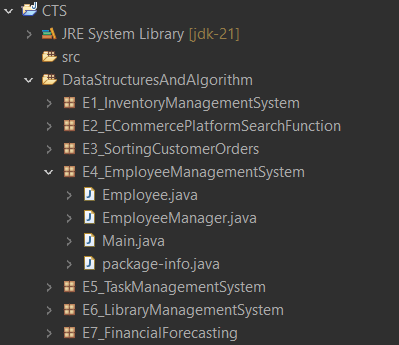 CTS
JRE System Library [jdk-21]
src
DataStructuresAndAlgorithm
E1_InventoryManagementSystem
E2_ECommercePlatformSearchFunction
E3_SortingCustomerOrders
E4_EmployeeManagementSystem
Employee.java
EmployeeManager.java
Main.java
package-info.java
E5_TaskManagementSystem
E6_LibraryManagementSystem
E7_FinancialForecasting